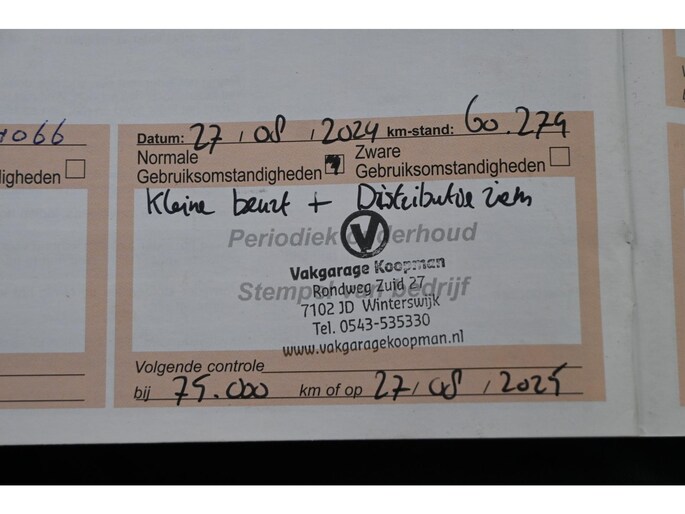 066
Datum: 27 / 08 / 2024 km-stand: 60.279
Normale
Gebruiksomstandigheden
Zware
Gebruiksomstandigheden
igheden
Kleine beurt + Distributie riem
V
Periodiek onderhoud
Vakgarage Koopman
Rondweg Zuid 27
Stempel van bedrijf
7102 JD Winterswijk
Tel. 0543-535330
www.vakgaragekoopman.nl
Volgende controle
bij 75.000 km of op 27 / 08 / 2025